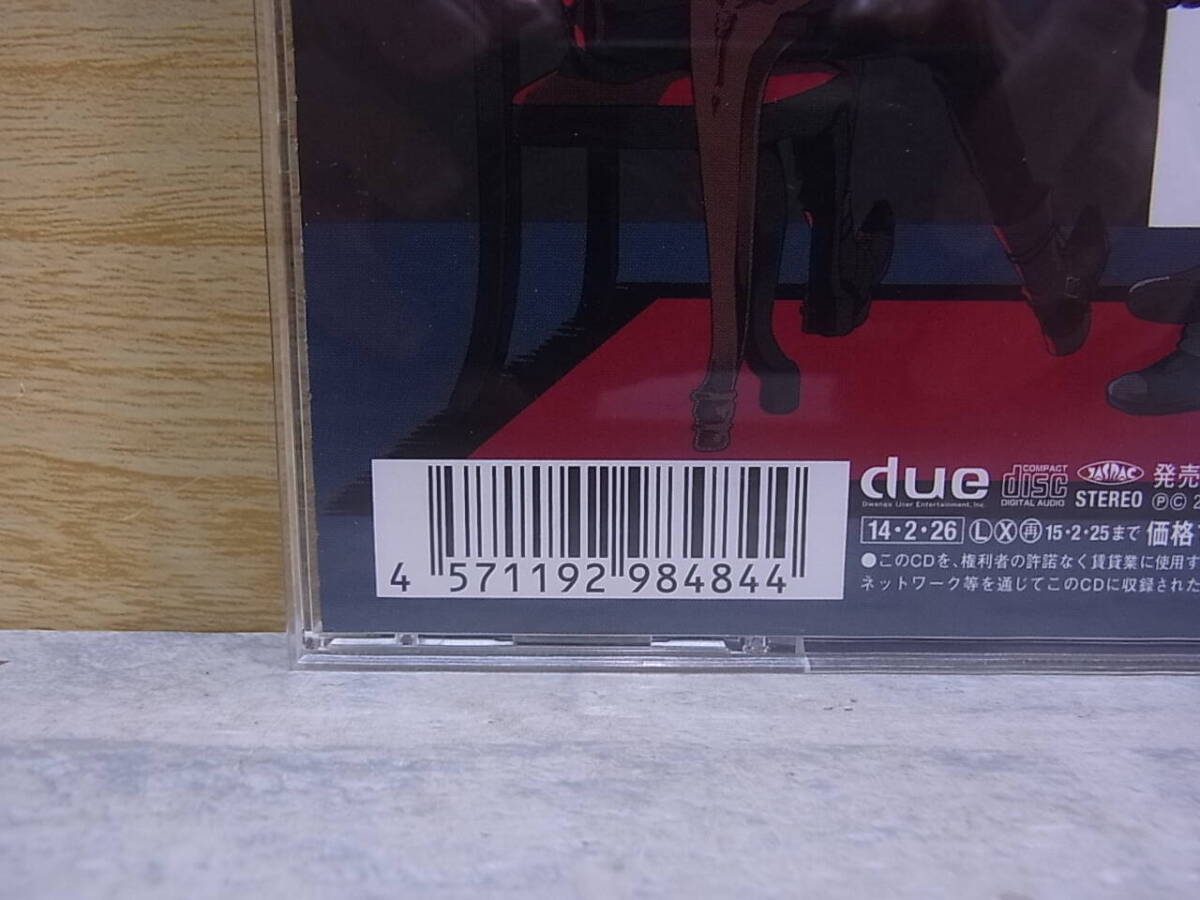 4 571192 984844
due
Dwango User Entertainment, Inc.
COMPACT
disc
DIGITAL AUDIO
JASRAC
STEREO
発売
ⓅⒸ 2
14・2・26 Ⓛ Ⓧ 再 15・2・25まで 価格
●このCDを、権利者の許諾なく賃貸業に使用す
ネットワーク等を通じてこのCDに収録された